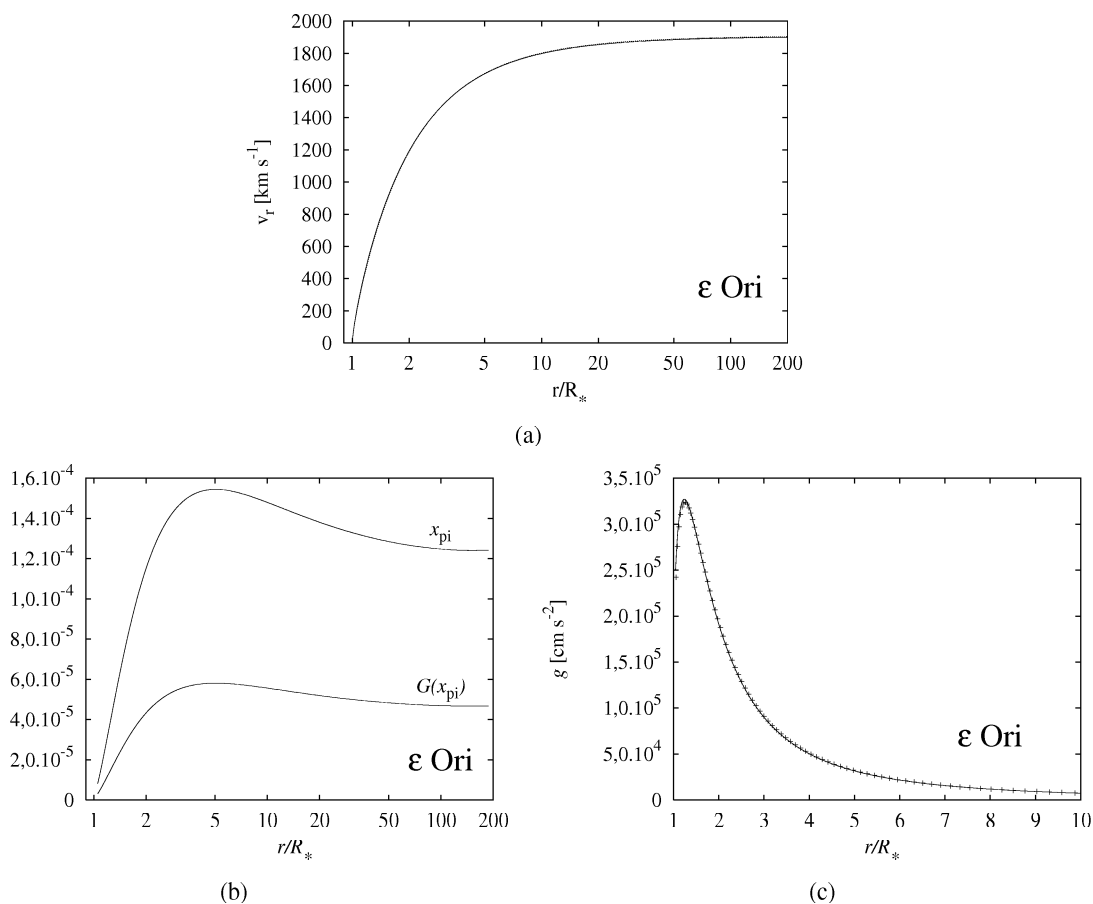 2000
1800
1600
1400
1200
1000
800
600
400
200
0
v_r [km s^-1]
ε Ori
1 2 5 10 20 50 100 200
r/R_*
(a)
1,6.10^-4
1,4.10^-4
1,2.10^-4
1,0.10^-4
8,0.10^-5
6,0.10^-5
4,0.10^-5
2,0.10^-5
0
x_pi
G(x_pi)
ε Ori
1 2 5 10 20 50 100 200
r/R_*
(b)
3,5.10^5
3,0.10^5
2,5.10^5
2,0.10^5
1,5.10^5
1,0.10^5
5,0.10^4
0
g [cm s^-2]
ε Ori
1 2 3 4 5 6 7 8 9 10
r/R_*
(c)